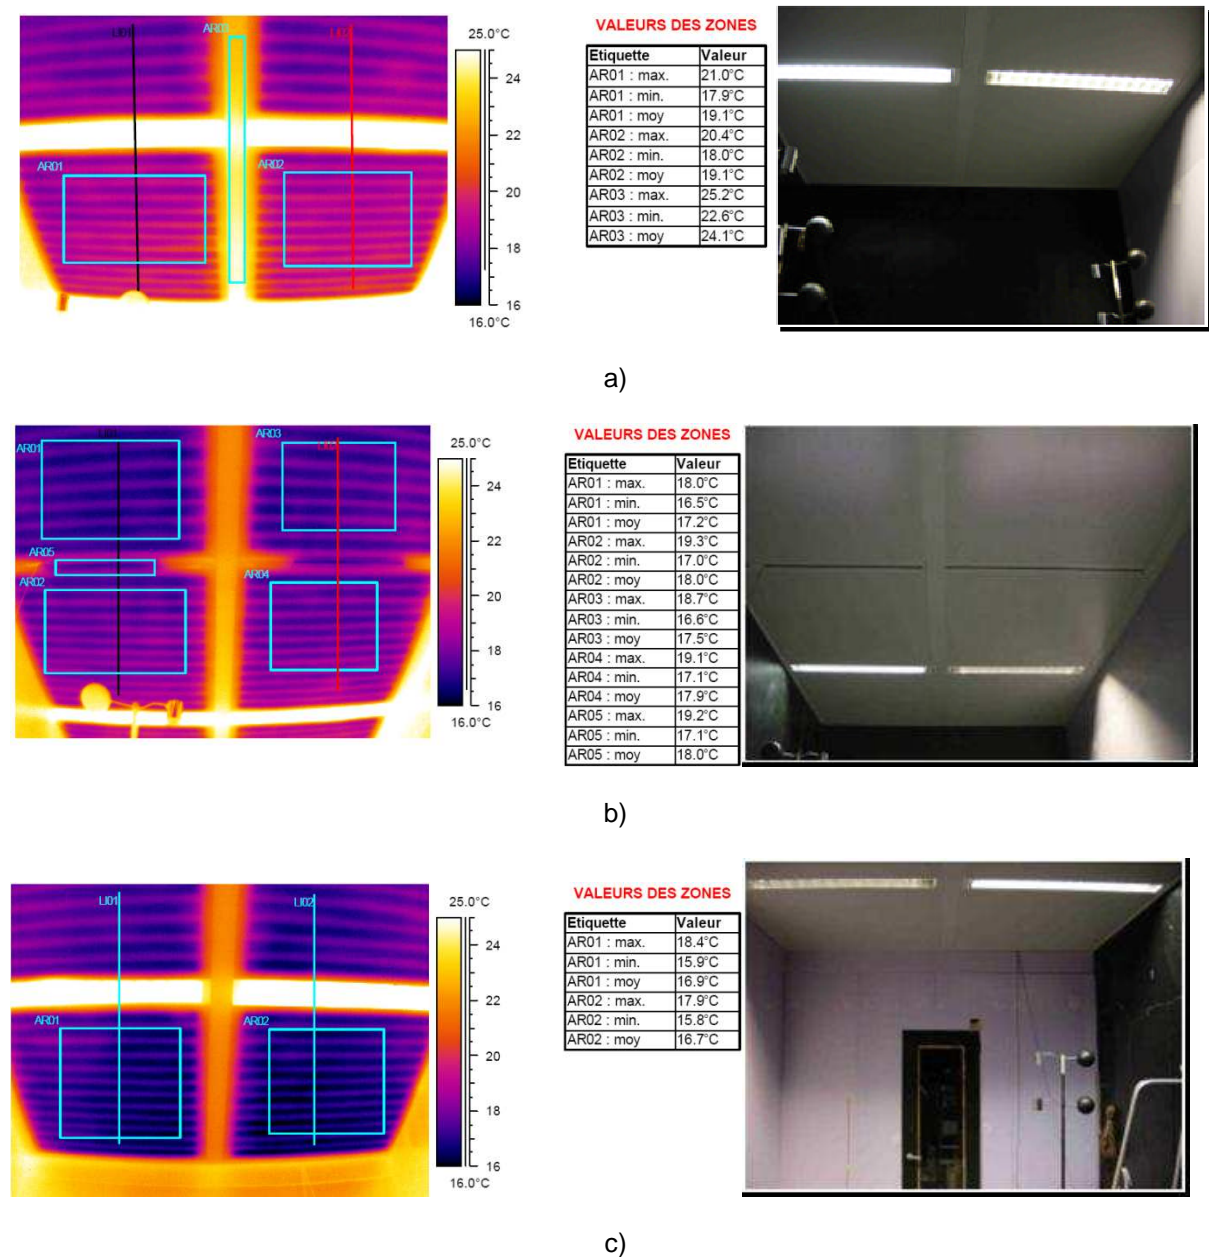 LI01
AR03
LI02
AR01
AR02
25.0°C
24
22
20
18
16
16.0°C
VALEURS DES ZONES
Etiquette Valeur
AR01 : max. 21.0°C
AR01 : min. 17.9°C
AR01 : moy 19.1°C
AR02 : max. 20.4°C
AR02 : min. 18.0°C
AR02 : moy 19.1°C
AR03 : max. 25.2°C
AR03 : min. 22.6°C
AR03 : moy 24.1°C
a)
AR01
AR03
LI02
AR05
AR02
AR04
25.0°C
24
22
20
18
16
16.0°C
VALEURS DES ZONES
Etiquette Valeur
AR01 : max. 18.0°C
AR01 : min. 16.5°C
AR01 : moy 17.2°C
AR02 : max. 19.3°C
AR02 : min. 17.0°C
AR02 : moy 18.0°C
AR03 : max. 18.7°C
AR03 : min. 16.6°C
AR03 : moy 17.5°C
AR04 : max. 19.1°C
AR04 : min. 17.1°C
AR04 : moy 17.9°C
AR05 : max. 19.2°C
AR05 : min. 17.1°C
AR05 : moy 18.0°C
b)
LI01
LI02
AR01
AR02
25.0°C
24
22
20
18
16
16.0°C
VALEURS DES ZONES
Etiquette Valeur
AR01 : max. 18.4°C
AR01 : min. 15.9°C
AR01 : moy 16.9°C
AR02 : max. 17.9°C
AR02 : min. 15.8°C
AR02 : moy 16.7°C
c)